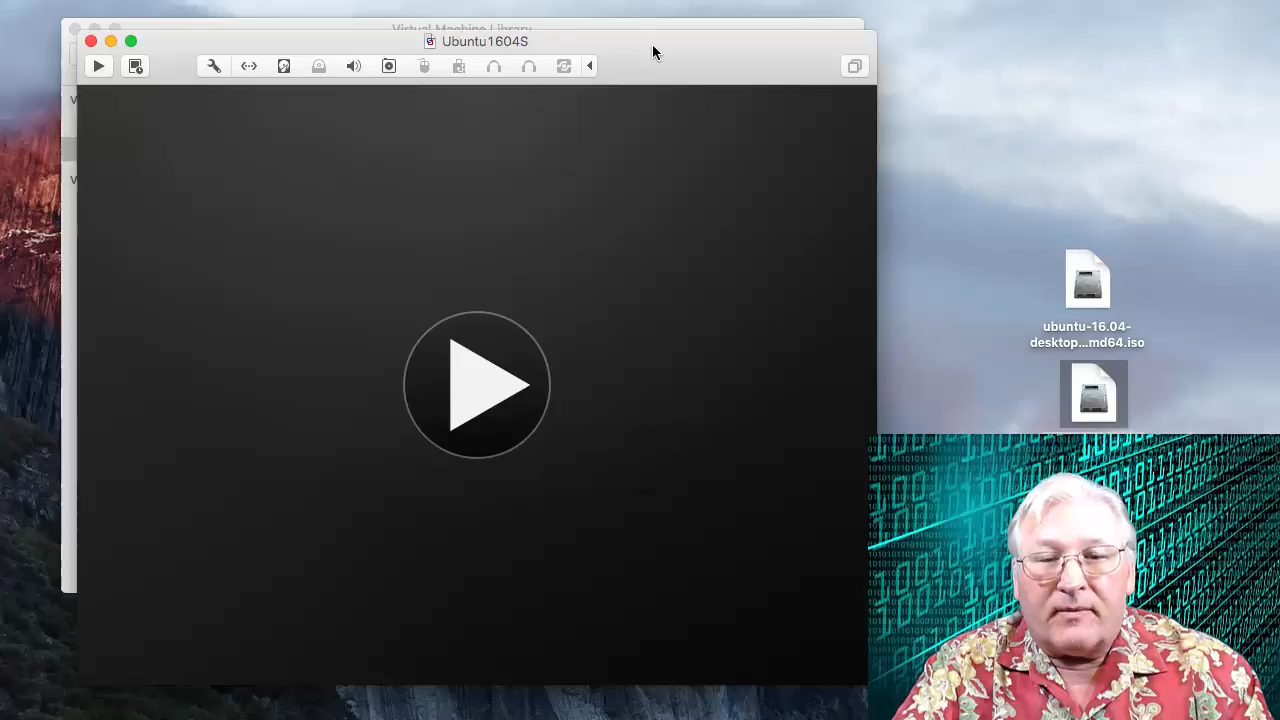 Virtual Machine Library
Ubuntu1604S
V
V
ubuntu-16.04-
desktop...md64.iso